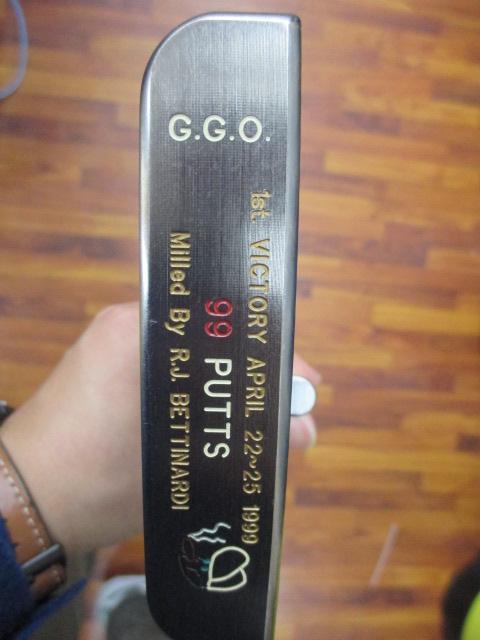 G.G.O.
1st. VICTORY APRIL 22~25 1999
99 PUTTS
Milled By R.J. BETTINARDI